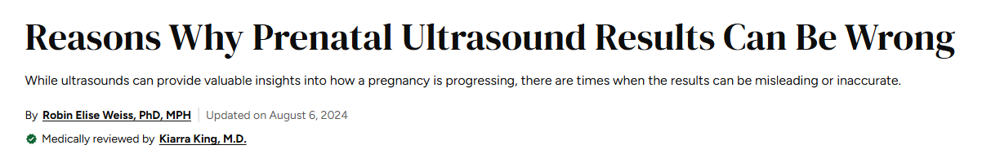 Reasons Why Prenatal Ultrasound Results Can Be Wrong
While ultrasounds can provide valuable insights into how a pregnancy is progressing, there are times when the results can be misleading or inaccurate.
By Robin Elise Weiss, PhD, MPH Updated on August 6, 2024
Medically reviewed by Kiarra King, M.D.